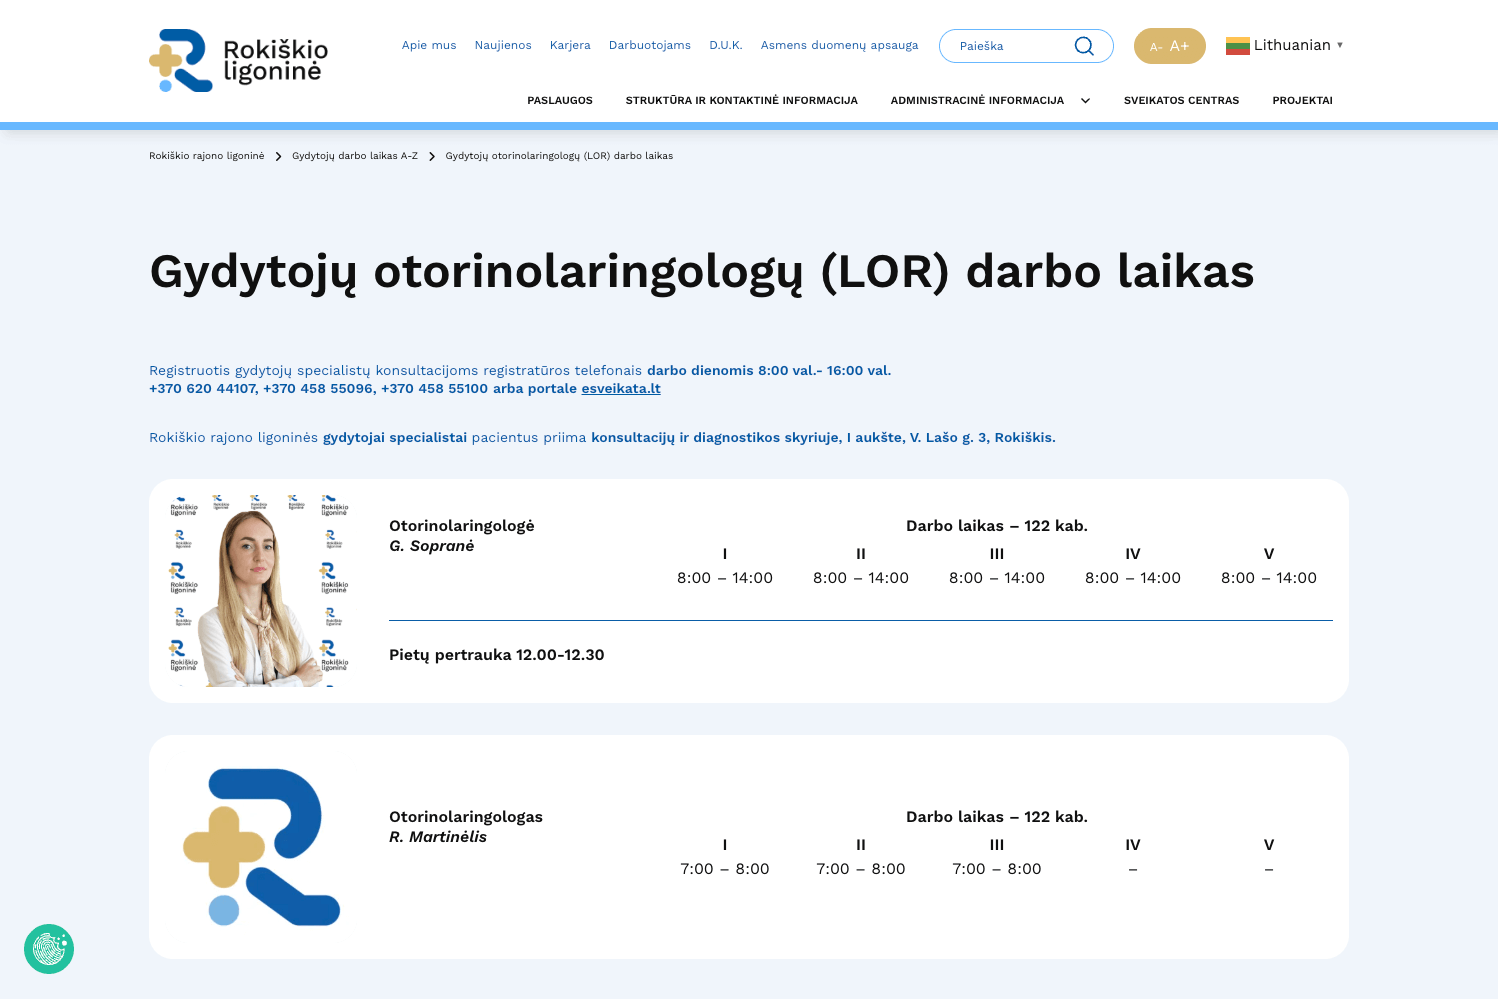 Rokiškio
ligoninė
Apie mus Naujienos Karjera Darbuotojams D.U.K. Asmens duomenų apsauga
Paieška
A- A+
Lithuanian ▼
PASLAUGOS STRUKTŪRA IR KONTAKTINĖ INFORMACIJA ADMINISTRACINĖ INFORMACIJA SVEIKATOS CENTRAS PROJEKTAI
Rokiškio rajono ligoninė > Gydytojų darbo laikas A-Z > Gydytojų otorinolaringologų (LOR) darbo laikas
Gydytojų otorinolaringologų (LOR) darbo laikas
Registruotis gydytojų specialistų konsultacijoms registratūros telefonais darbo dienomis 8:00 val.- 16:00 val.
+370 620 44107, +370 458 55096, +370 458 55100 arba portale esveikata.lt
Rokiškio rajono ligoninės gydytojai specialistai pacientus priima konsultacijų ir diagnostikos skyriuje, I aukšte, V. Lašo g. 3, Rokiškis.
Otorinolaringologė
G. Sopranė
Darbo laikas – 122 kab.
I II III IV V
8:00 – 14:00 8:00 – 14:00 8:00 – 14:00 8:00 – 14:00 8:00 – 14:00
Pietų pertrauka 12.00-12.30
Otorinolaringologas
R. Martinėlis
Darbo laikas – 122 kab.
I II III IV V
7:00 – 8:00 7:00 – 8:00 7:00 – 8:00 – –